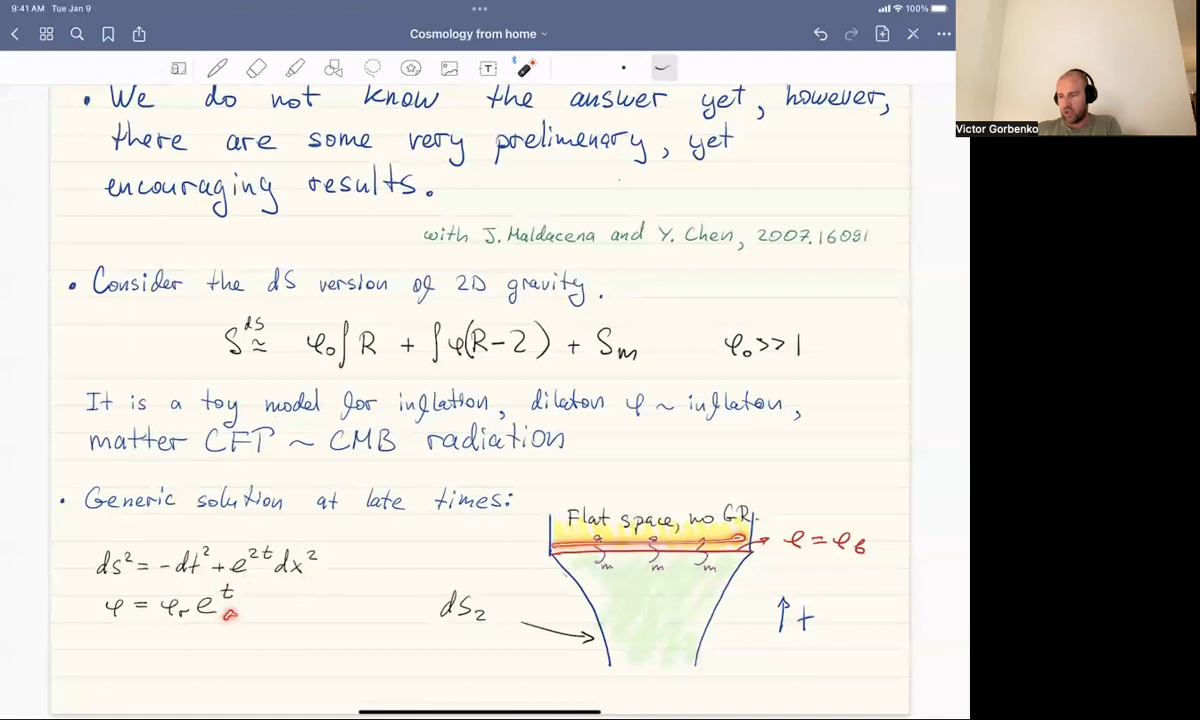 9:41 AM Tue Jan 9
100%
Cosmology from home
Victor Gorbenko
• We do not know the answer yet, however,
there are some very prelimenary, yet
encouraging results.
with J. Maldacena and Y. Chen, 2007.16091
• Consider the dS version of 2D gravity.
S^dS ≃ φ₀∫R + ∫φ(R-2) + Sₘ φ₀>>1
It is a toy model for inflation, dilaton φ ~ inflaton,
matter CFT ~ CMB radiation
• Generic solution at late times:
Flat space, no GR
φ = φ_b
m m m
ds² = -dt² + e^2t dx²
φ = φ_r e^t
dS₂
↑ t